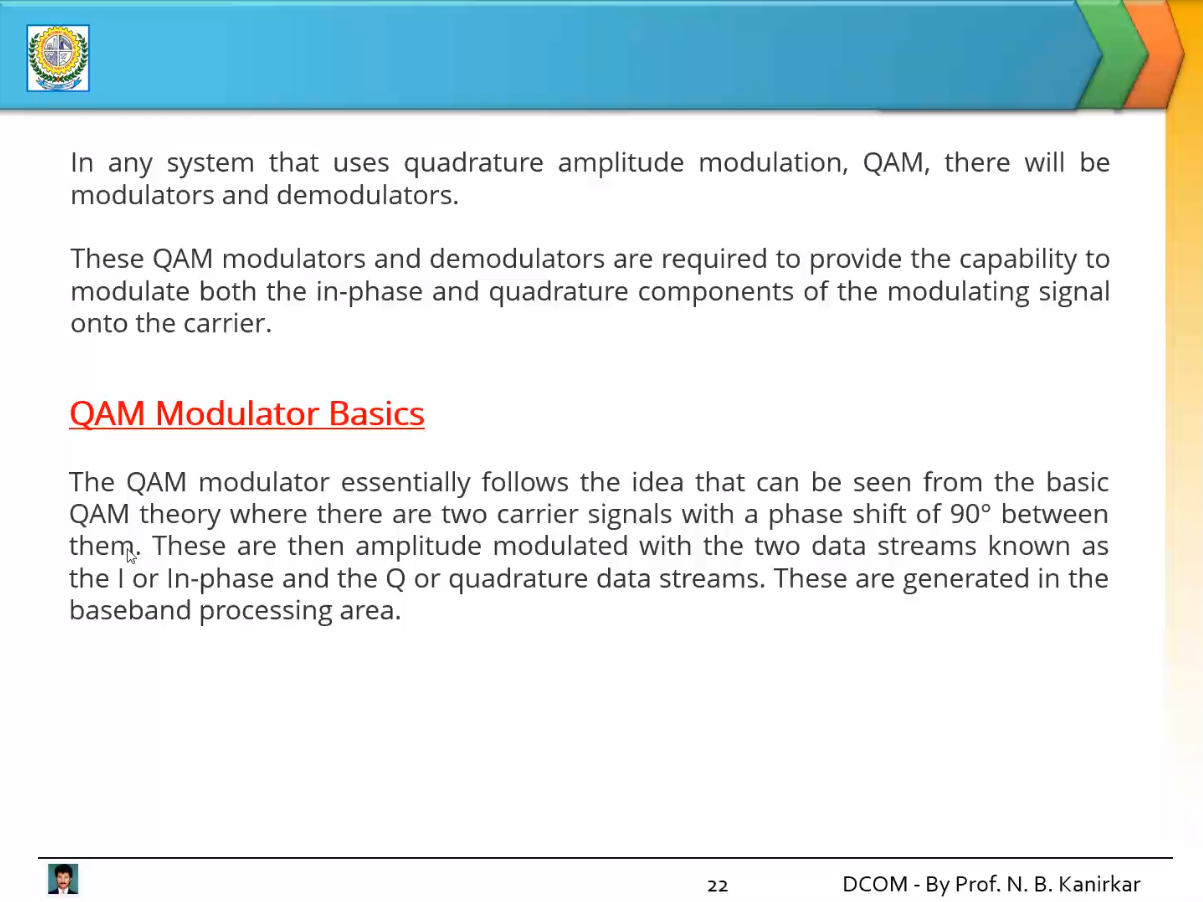 In any system that uses quadrature amplitude modulation, QAM, there will be
modulators and demodulators.
These QAM modulators and demodulators are required to provide the capability to
modulate both the in-phase and quadrature components of the modulating signal
onto the carrier.
QAM Modulator Basics
The QAM modulator essentially follows the idea that can be seen from the basic
QAM theory where there are two carrier signals with a phase shift of 90° between
them. These are then amplitude modulated with the two data streams known as
the I or In-phase and the Q or quadrature data streams. These are generated in the
baseband processing area.
22
DCOM - By Prof. N. B. Kanirkar